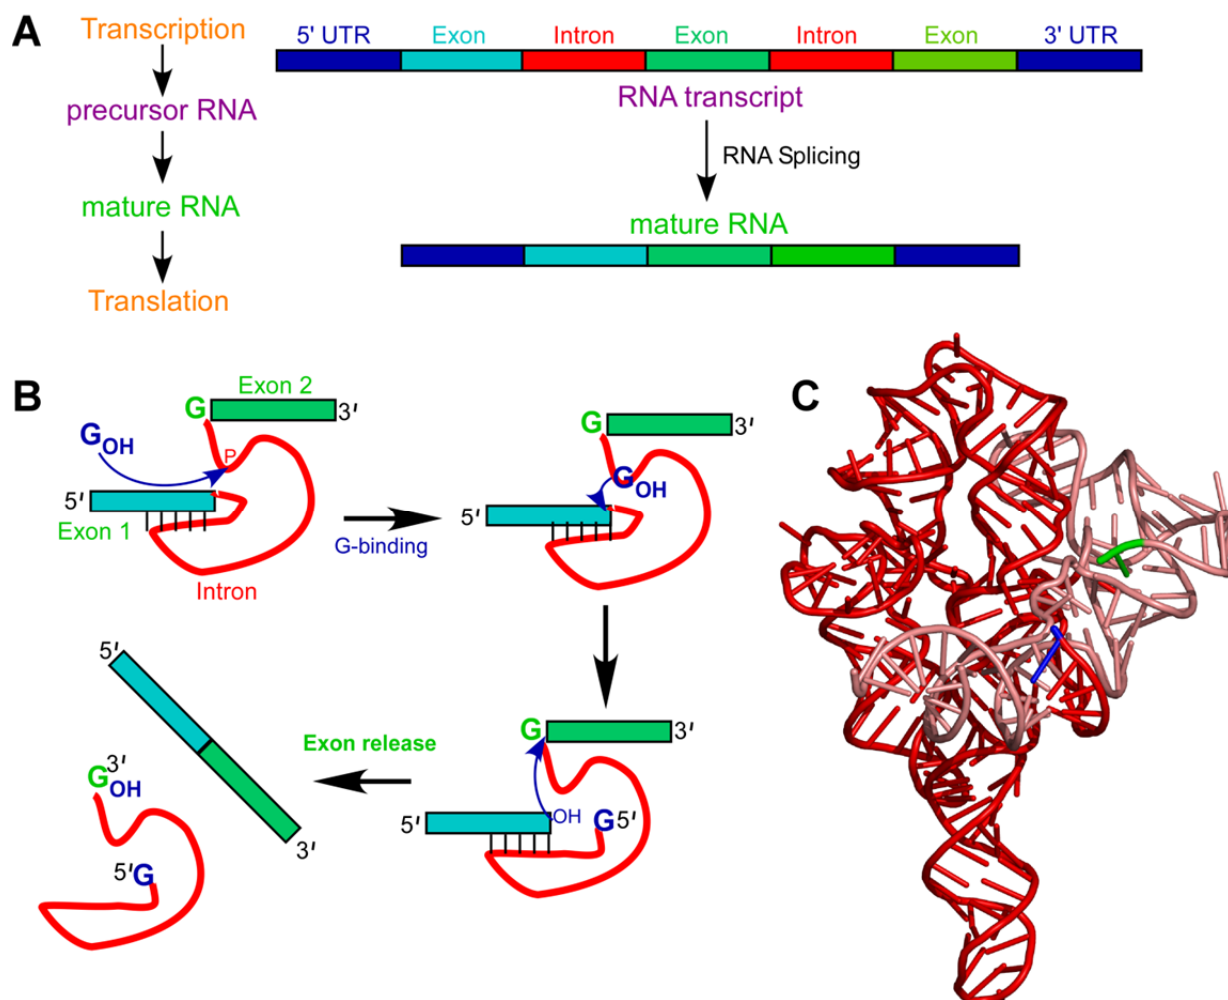 A
Transcription
precursor RNA
mature RNA
Translation
5' UTR Exon Intron Exon Intron Exon 3' UTR
RNA transcript
RNA Splicing
mature RNA
B
Exon 2
G 3'
GOH
P
5'
Exon 1
Intron
G-binding
G 3'
GOH
5'
G 3'
5' OH G5'
Exon release
5'
3'
G3'OH
5'G
C